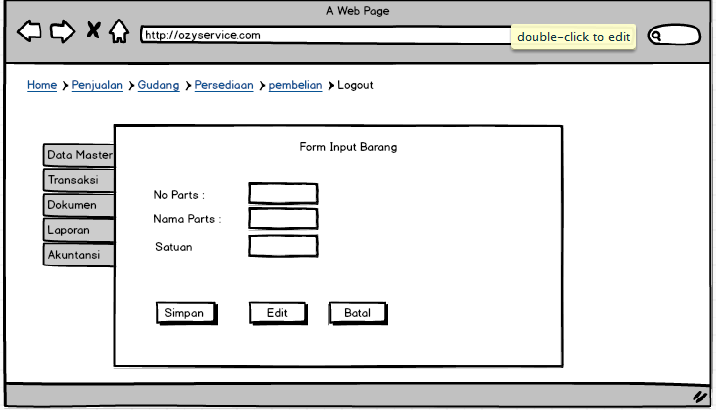 A Web Page
http://ozyservice.com
double-click to edit
Home Penjualan Gudang Persediaan pembelian Logout
Form Input Barang
Data Master
Transaksi
Dokumen
Laporan
Akuntansi
No Parts :
Nama Parts :
Satuan
Simpan Edit Batal